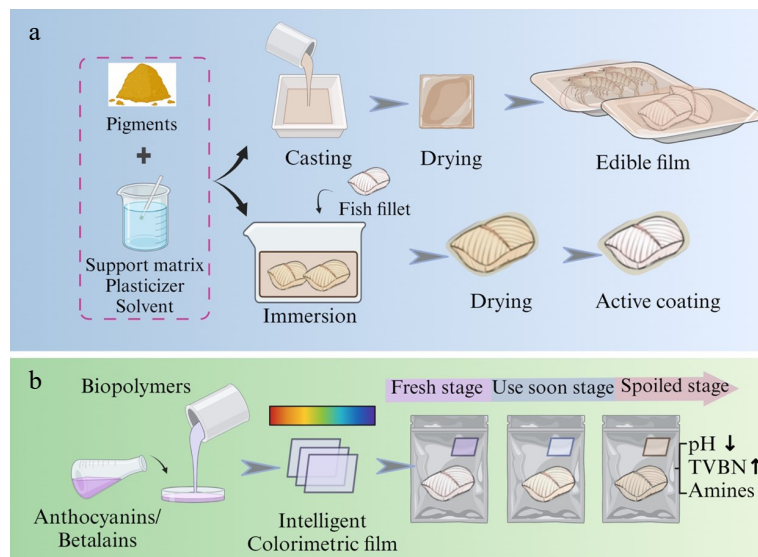 a
Pigments
+
Support matrix
Plasticizer
Solvent
Casting
Drying
Edible film
Fish fillet
Immersion
Drying
Active coating
b
Biopolymers
Anthocyanins/
Betalains
Intelligent
Colorimetric film
Fresh stage Use soon stage Spoiled stage
pH ↓
TVBN ↑
Amines